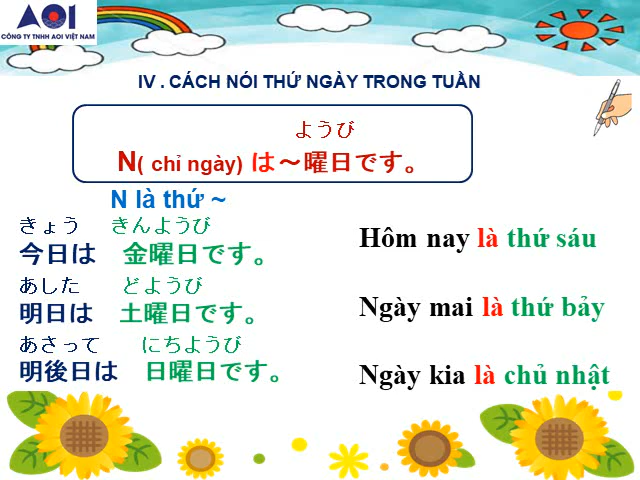 AOI
CÔNG TY TNHH AOI VIỆT NAM
IV . CÁCH NÓI THỨ NGÀY TRONG TUẦN
ようび
N( chỉ ngày) は～曜日です。
N là thứ ~
きょう きんようび
今日は 金曜日です。
Hôm nay là thứ sáu
あした どようび
明日は 土曜日です。
Ngày mai là thứ bảy
あさって にちようび
明後日は 日曜日です。
Ngày kia là chủ nhật